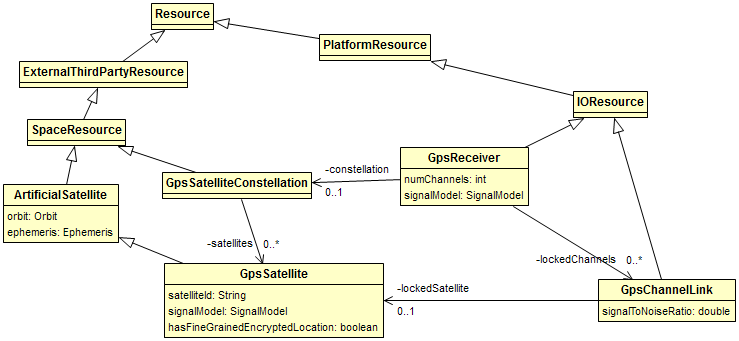 Resource
PlatformResource
ExternalThirdPartyResource
IOResource
SpaceResource
GpsReceiver
numChannels: int
signalModel: SignalModel
-constellation
0..1
GpsSatelliteConstellation
ArtificialSatellite
orbit: Orbit
ephemeris: Ephemeris
-satellites
0..*
-lockedChannels
0..*
GpsSatellite
satelliteId: String
signalModel: SignalModel
hasFineGrainedEncryptedLocation: boolean
-lockedSatellite
0..1
GpsChannelLink
signalToNoiseRatio: double